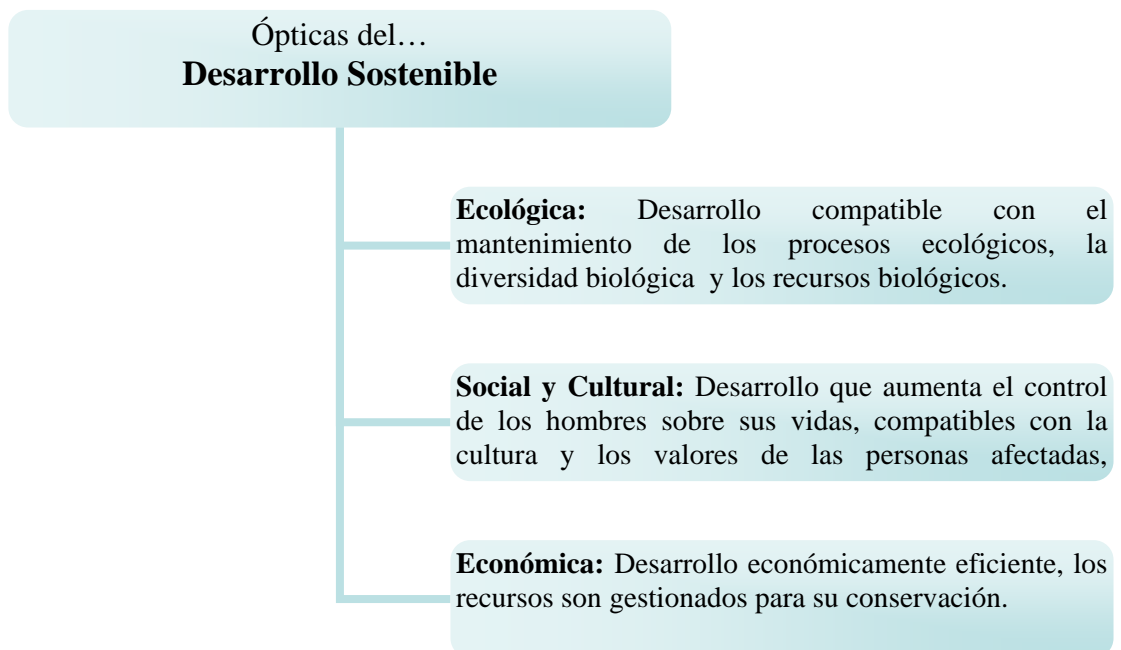 Ópticas del…
Desarrollo Sostenible
Ecológica: Desarrollo compatible con el
mantenimiento de los procesos ecológicos, la
diversidad biológica y los recursos biológicos.
Social y Cultural: Desarrollo que aumenta el control
de los hombres sobre sus vidas, compatibles con la
cultura y los valores de las personas afectadas,
Económica: Desarrollo económicamente eficiente, los
recursos son gestionados para su conservación.